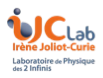 iJCLab
Irène Joliot-Curie
Laboratoire de Physique
des 2 Infinis